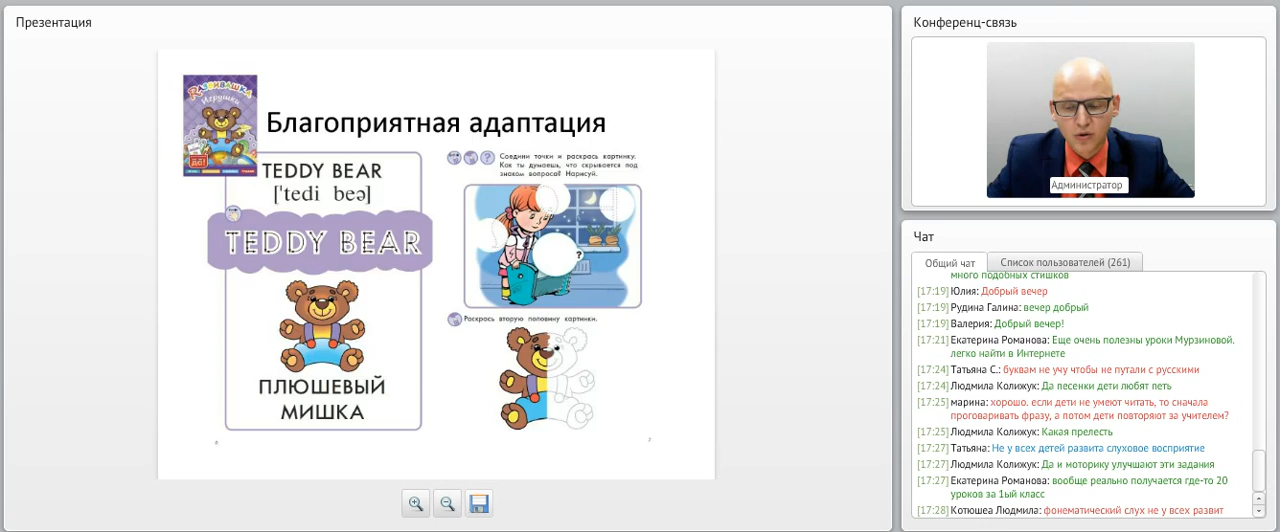 Презентация
РАЗВИВАШКА
Игрушки
Благоприятная адаптация
TEDDY BEAR
['tedi beə]
TEDDY BEAR
ПЛЮШЕВЫЙ
МИШКА
6
Соедини точки и раскрась картинку.
Как ты думаешь, что скрывается под
знаком вопроса? Нарисуй.
?
Раскрась вторую половину картинки.
7
Конференц-связь
Администратор
Чат
Общий чат
Список пользователей (261)
много подобных стишков
[17:19] Юлия: Добрый вечер
[17:19] Рудина Галина: вечер добрый
[17:19] Валерия: Добрый вечер!
[17:21] Екатерина Романова: Еще очень полезны уроки Мурзиновой.
легко найти в Интернете
[17:24] Татьяна С.: буквам не учу чтобы не путали с русскими
[17:24] Людмила Колижук: Да песенки дети любят петь
[17:25] марина: хорошо. если дети не умеют читать, то сначала
проговаривать фразу, а потом дети повторяют за учителем?
[17:25] Людмила Колижук: Какая прелесть
[17:27] Татьяна: Не у всех детей развита слуховое восприятие
[17:27] Людмила Колижук: Да и моторику улучшают эти задания
[17:27] Екатерина Романова: вообще реально получается где-то 20
уроков за 1ый класс
[17:28] Котюшеа Людмила: фонематический слух не у всех развит